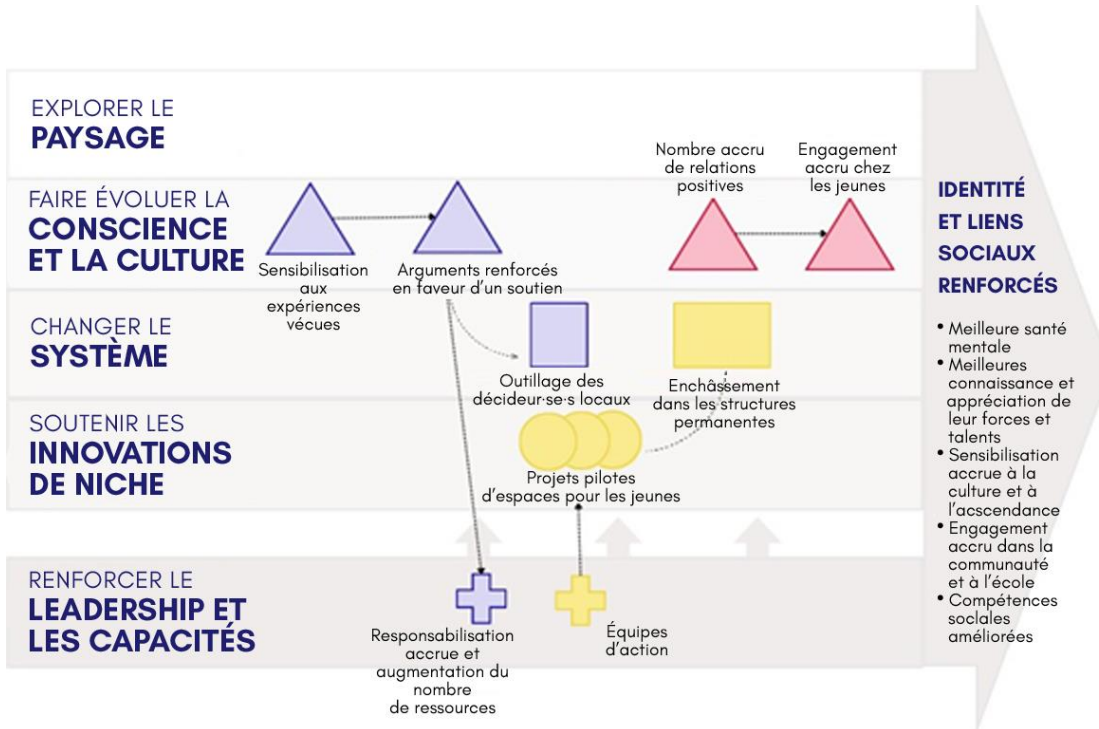 EXPLORER LE
PAYSAGE
Nombre accru
de relations
positives
Engagement
accru chez
les jeunes
FAIRE ÉVOLUER LA
CONSCIENCE
ET LA CULTURE
Sensibilisation
aux
expériences
vécues
Arguments renforcés
en faveur d'un soutien
CHANGER LE
SYSTÈME
Outillage des
décideur·se·s locaux
Enchâssement
dans les structures
permanentes
SOUTENIR LES
INNOVATIONS
DE NICHE
Projets pilotes
d'espaces pour les jeunes
RENFORCER LE
LEADERSHIP ET
LES CAPACITÉS
Responsabilisation
accrue et
augmentation du
nombre
de ressources
Équipes
d'action
IDENTITÉ
ET LIENS
SOCIAUX
RENFORCÉS
• Meilleure santé
mentale
• Meilleures
connaissance et
appréciation de
leur forces et
talents
• Sensibilisation
accrue à la
culture et à
l'acscendance
• Engagement
accru dans la
communauté
et à l'école
• Compétences
soclales
améliorées